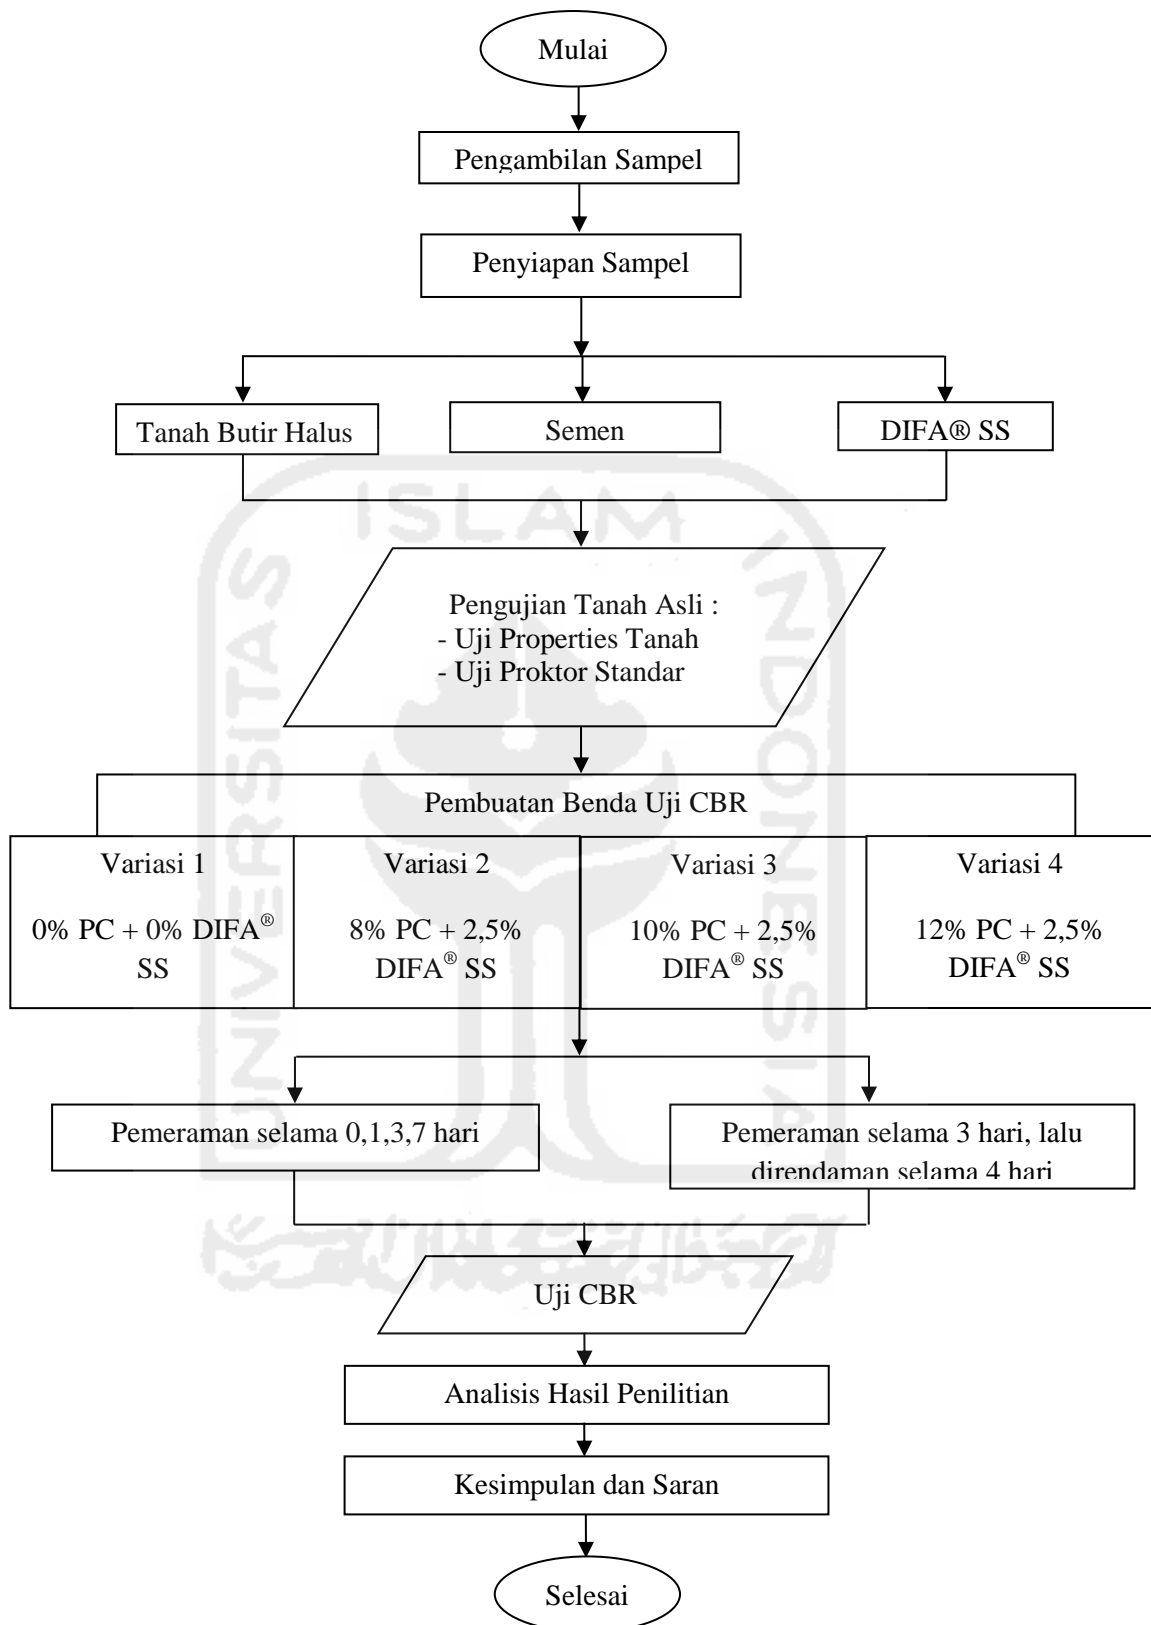 Mulai
Pengambilan Sampel
Penyiapan Sampel
Tanah Butir Halus
Semen
DIFA® SS
ISLAM
UNIVERSITAS
INDONESIA
Pengujian Tanah Asli :
- Uji Properties Tanah
- Uji Proktor Standar
Pembuatan Benda Uji CBR
Variasi 1
0% PC + 0% DIFA®
SS
Variasi 2
8% PC + 2,5%
DIFA® SS
Variasi 3
10% PC + 2,5%
DIFA® SS
Variasi 4
12% PC + 2,5%
DIFA® SS
Pemeraman selama 0,1,3,7 hari
Pemeraman selama 3 hari, lalu
direndaman selama 4 hari
Uji CBR
Analisis Hasil Penilitian
Kesimpulan dan Saran
Selesai